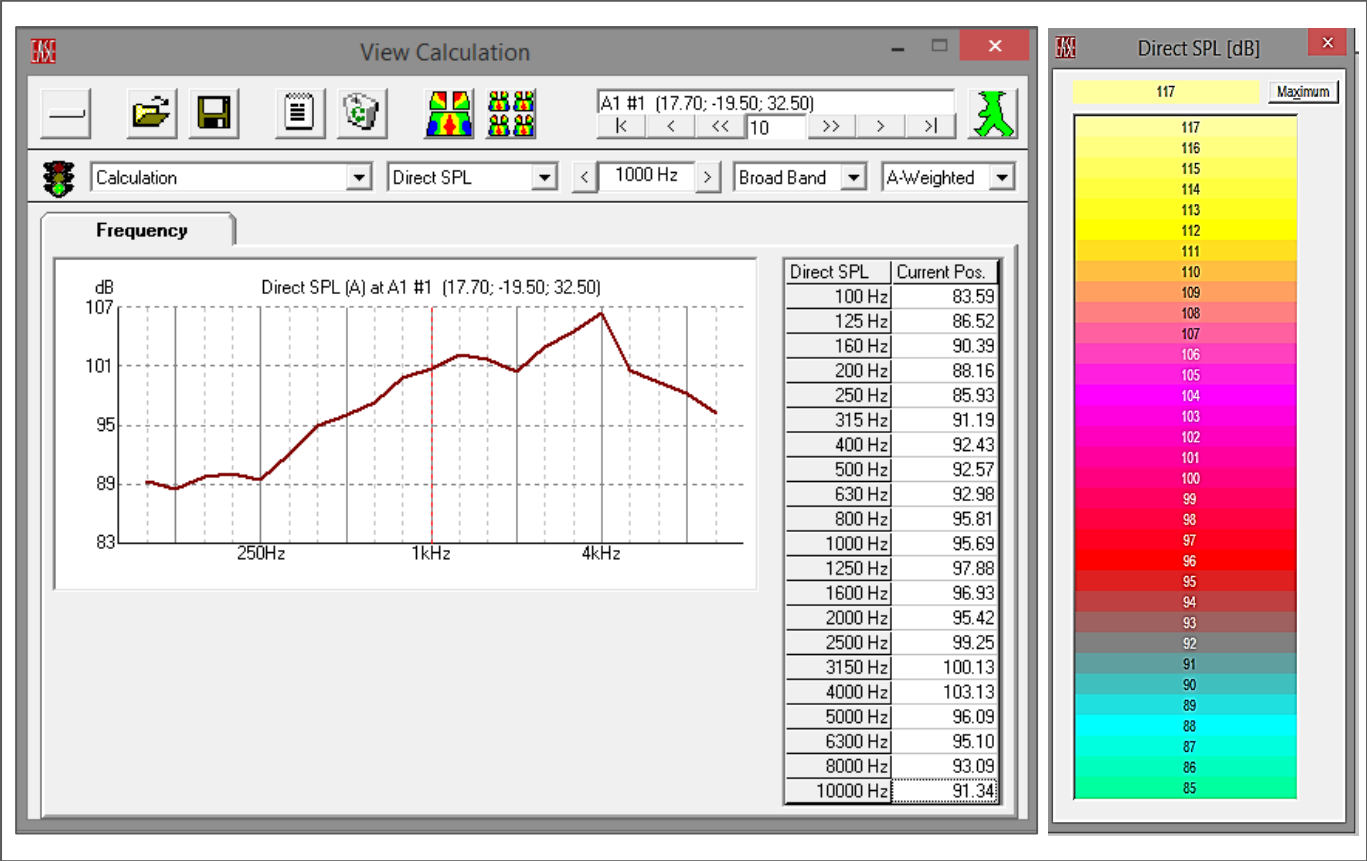 EASE
View Calculation
A1 #1 (17.70; -19.50; 32.50)
|< < << 10 >> > >|
Calculation Direct SPL < 1000 Hz > Broad Band A-Weighted
Frequency
Direct SPL (A) at A1 #1 (17.70; -19.50; 32.50)
dB
107
101
95
89
83
250Hz 1kHz 4kHz
Direct SPL Current Pos.
100 Hz 83.59
125 Hz 86.52
160 Hz 90.39
200 Hz 88.16
250 Hz 85.93
315 Hz 91.19
400 Hz 92.43
500 Hz 92.57
630 Hz 92.98
800 Hz 95.81
1000 Hz 95.69
1250 Hz 97.88
1600 Hz 96.93
2000 Hz 95.42
2500 Hz 99.25
3150 Hz 100.13
4000 Hz 103.13
5000 Hz 96.09
6300 Hz 95.10
8000 Hz 93.09
10000 Hz 91.34
EASE
Direct SPL [dB]
117 Maximum
117
116
115
114
113
112
111
110
109
108
107
106
105
104
103
102
101
100
99
98
97
96
95
94
93
92
91
90
89
88
87
86
85